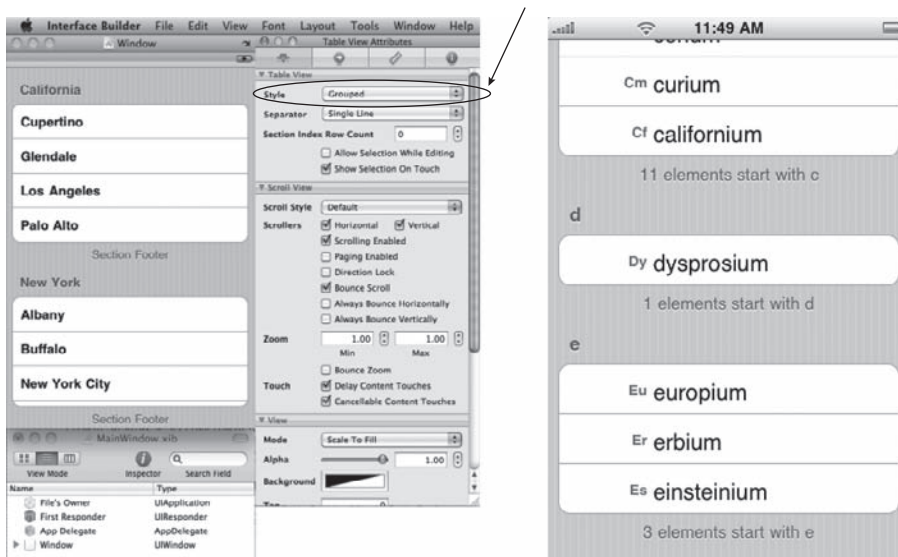 Interface Builder File Edit View Font Layout Tools Window Help
Window
California
Cupertino
Glendale
Los Angeles
Palo Alto
Section Footer
New York
Albany
Buffalo
New York City
Section Footer
MainWindow.xib
View Mode Inspector Search Field
Name Type
File's Owner UIApplication
First Responder UIResponder
App Delegate AppDelegate
Window UIWindow
Table View Attributes
Table View
Style Grouped
Separator Single Line
Section Index Row Count 0
Allow Selection While Editing
Show Selection On Touch
Scroll View
Scroll Style Default
Scrollers Horizontal Vertical
Scrolling Enabled
Paging Enabled
Direction Lock
Bounce Scroll
Always Bounce Horizontally
Always Bounce Vertically
Zoom 1.00 1.00
Min Max
Bounce Zoom
Touch Delay Content Touches
Cancellable Content Touches
View
Mode Scale To Fill
Alpha 1.00
Background
11:49 AM
Cm curium
Cf californium
11 elements start with c
d
Dy dysprosium
1 elements start with d
e
Eu europium
Er erbium
Es einsteinium
3 elements start with e